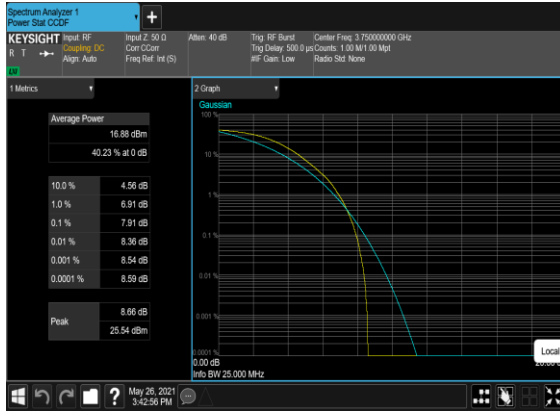 Spectrum Analyzer 1
Power Stat CCDF
+
KEYSIGHT
R T
LU
Input: RF
Coupling: DC
Align: Auto
Input Z: 50 Ω
Corr CCorr
Freq Ref: Int (S)
Atten: 40 dB
Trig: RF Burst
Trig Delay: 500.0 µs
#IF Gain: Low
Center Freq: 3.750000000 GHz
Counts: 1.00 M/1.00 Mpt
Radio Std: None
1 Metrics
Average Power
16.88 dBm
40.23 % at 0 dB
10.0 % 4.56 dB
1.0 % 6.91 dB
0.1 % 7.91 dB
0.01 % 8.36 dB
0.001 % 8.54 dB
0.0001 % 8.59 dB
Peak
8.66 dB
25.54 dBm
2 Graph
Gaussian
100 %
10 %
1 %
0.1 %
0.01 %
0.001 %
0.0001 %
0.00 dB
Info BW 25.000 MHz
Local
?
May 26, 2021
3:42:56 PM